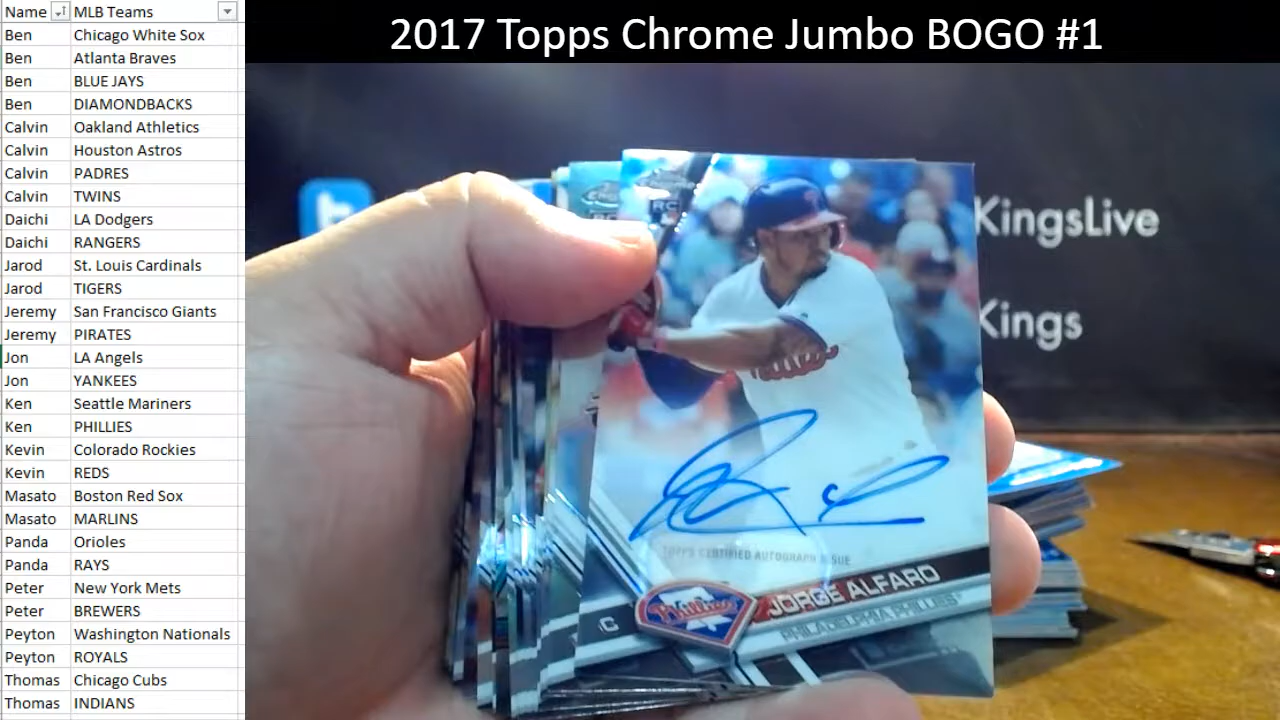 Name MLB Teams
Ben Chicago White Sox
Ben Atlanta Braves
Ben BLUE JAYS
Ben DIAMONDBACKS
Calvin Oakland Athletics
Calvin Houston Astros
Calvin PADRES
Calvin TWINS
Daichi LA Dodgers
Daichi RANGERS
Jarod St. Louis Cardinals
Jarod TIGERS
Jeremy San Francisco Giants
Jeremy PIRATES
Jon LA Angels
Jon YANKEES
Ken Seattle Mariners
Ken PHILLIES
Kevin Colorado Rockies
Kevin REDS
Masato Boston Red Sox
Masato MARLINS
Panda Orioles
Panda RAYS
Peter New York Mets
Peter BREWERS
Peyton Washington Nationals
Peyton ROYALS
Thomas Chicago Cubs
Thomas INDIANS
2017 Topps Chrome Jumbo BOGO #1
KingsLive
Kings
RC
TOPPS CERTIFIED AUTOGRAPH ISSUE
C
Phillies
JORGE ALFARO
PHILADELPHIA PHILLIES